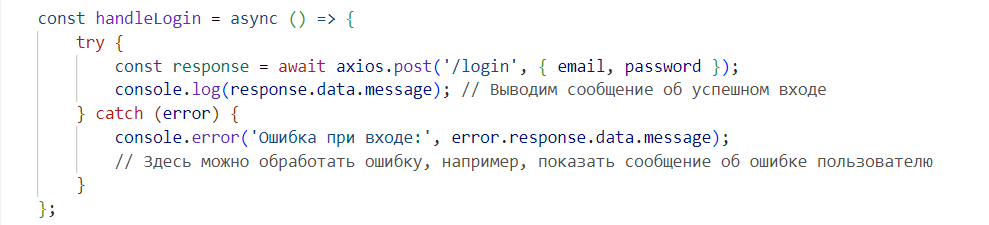 const handleLogin = async () => {
try {
const response = await axios.post('/login', { email, password });
console.log(response.data.message); // Выводим сообщение об успешном входе
} catch (error) {
console.error('Ошибка при входе:', error.response.data.message);
// Здесь можно обработать ошибку, например, показать сообщение об ошибке пользователю
}
};